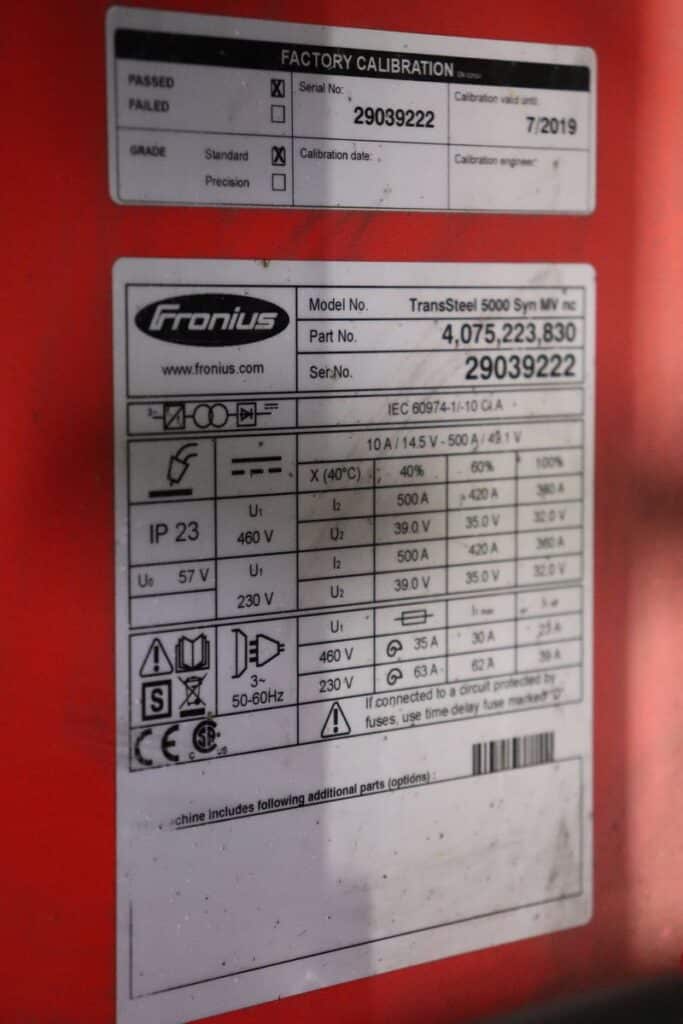 FACTORY CALIBRATION
PASSED X
FAILED
Serial No:
29039222
Calibration valid until:
7/2019
GRADE Standard X
Precision
Calibration date:
Calibration engineer:
Fronius
www.fronius.com
Model No. TransSteel 5000 Syn MV nc
Part No. 4,075,223,830
Ser.No. 29039222
3~
IEC 60974-1/-10 Cl.A
10 A / 14.5 V - 500 A / 49.1 V
X (40°C) 40% 60% 100%
IP 23
U1 460 V
I2 500 A 420 A 360 A
U2 39.0 V 35.0 V 32.0 V
U0 57 V
U1 230 V
I2 500 A 420 A 360 A
U2 39.0 V 35.0 V 32.0 V
U1
460 V 35 A 30 A
230 V 63 A 62 A 39 A
S
3~
50-60Hz
If connected to a circuit protected by
fuses, use time delay fuse marked "D".
CE
C US
chine includes following additional parts (options) :